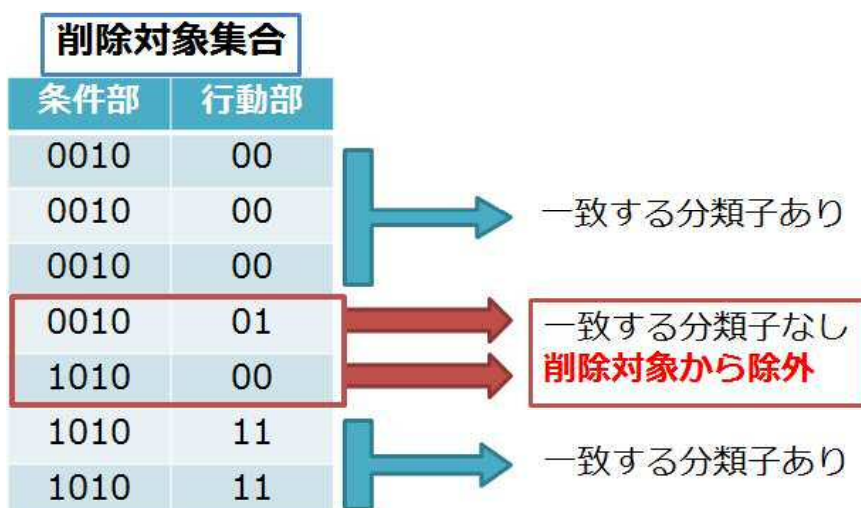 削除対象集合
条件部 行動部
0010 00
0010 00
0010 00
一致する分類子あり
0010 01
1010 00
一致する分類子なし
削除対象から除外
1010 11
1010 11
一致する分類子あり